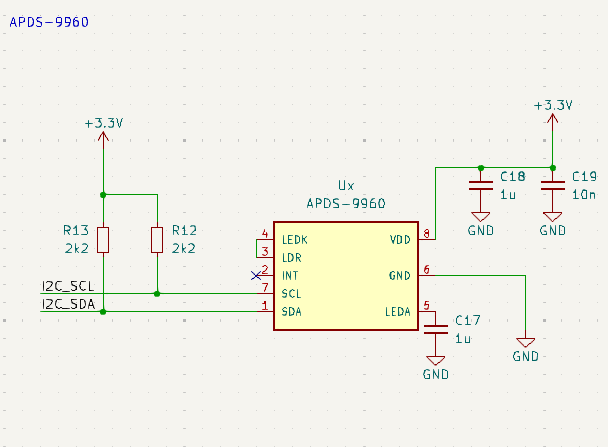 APDS-9960
+3.3V
+3.3V
C18
1u
C19
10n
GND
GND
Ux
APDS-9960
R13
2k2
R12
2k2
4
LEDK
VDD
8
3
LDR
2
INT
GND
6
I2C_SCL
7
SCL
I2C_SDA
1
SDA
LEDA
5
C17
1u
GND
GND